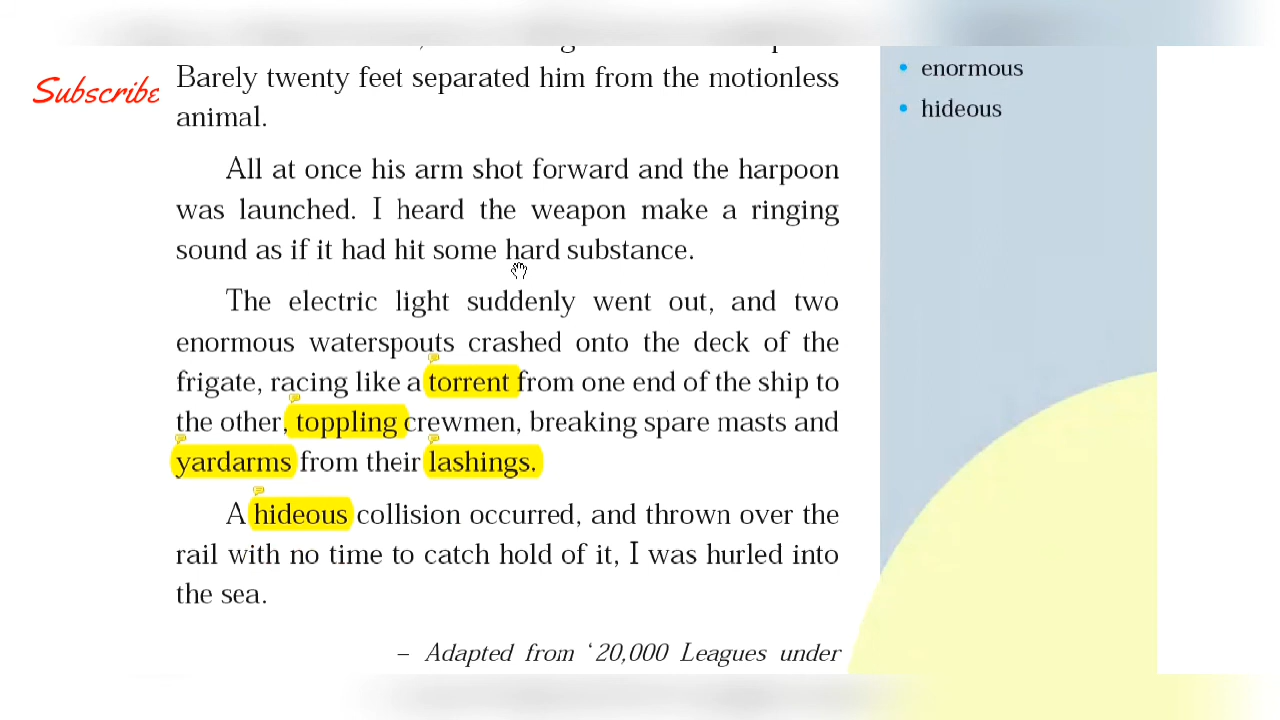 Subscribe
Barely twenty feet separated him from the motionless
animal.
All at once his arm shot forward and the harpoon
was launched. I heard the weapon make a ringing
sound as if it had hit some hard substance.
The electric light suddenly went out, and two
enormous waterspouts crashed onto the deck of the
frigate, racing like a torrent from one end of the ship to
the other, toppling crewmen, breaking spare masts and
yardarms from their lashings.
A hideous collision occurred, and thrown over the
rail with no time to catch hold of it, I was hurled into
the sea.
– Adapted from ‘20,000 Leagues under
• enormous
• hideous